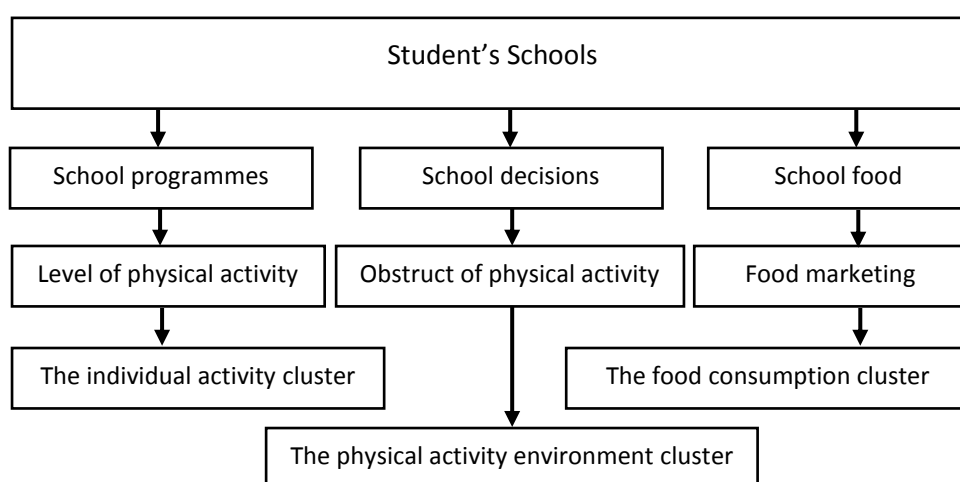 Student’s Schools
School programmes
School decisions
School food
Level of physical activity
Obstruct of physical activity
Food marketing
The individual activity cluster
The food consumption cluster
The physical activity environment cluster